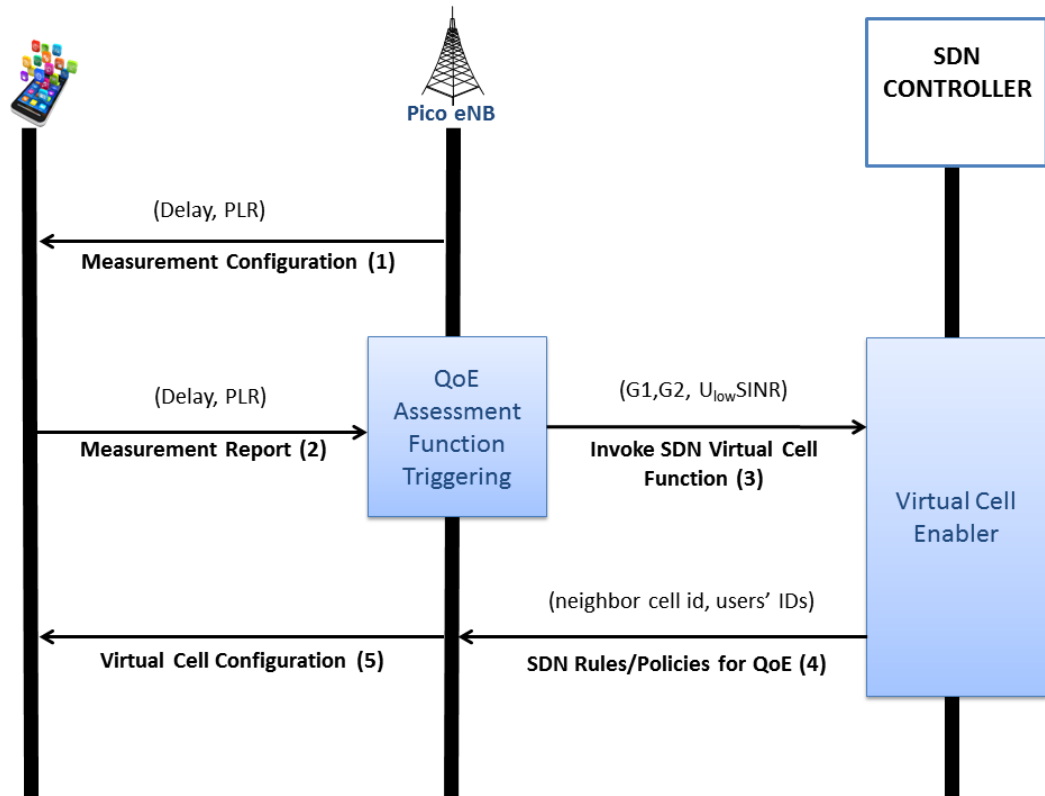 Pico eNB
SDN
CONTROLLER
(Delay, PLR)
Measurement Configuration (1)
QoE
Assessment
Function
Triggering
(Delay, PLR)
Measurement Report (2)
(G1,G2, UlowSINR)
Invoke SDN Virtual Cell
Function (3)
Virtual Cell
Enabler
(neighbor cell id, users’ IDs)
SDN Rules/Policies for QoE (4)
Virtual Cell Configuration (5)